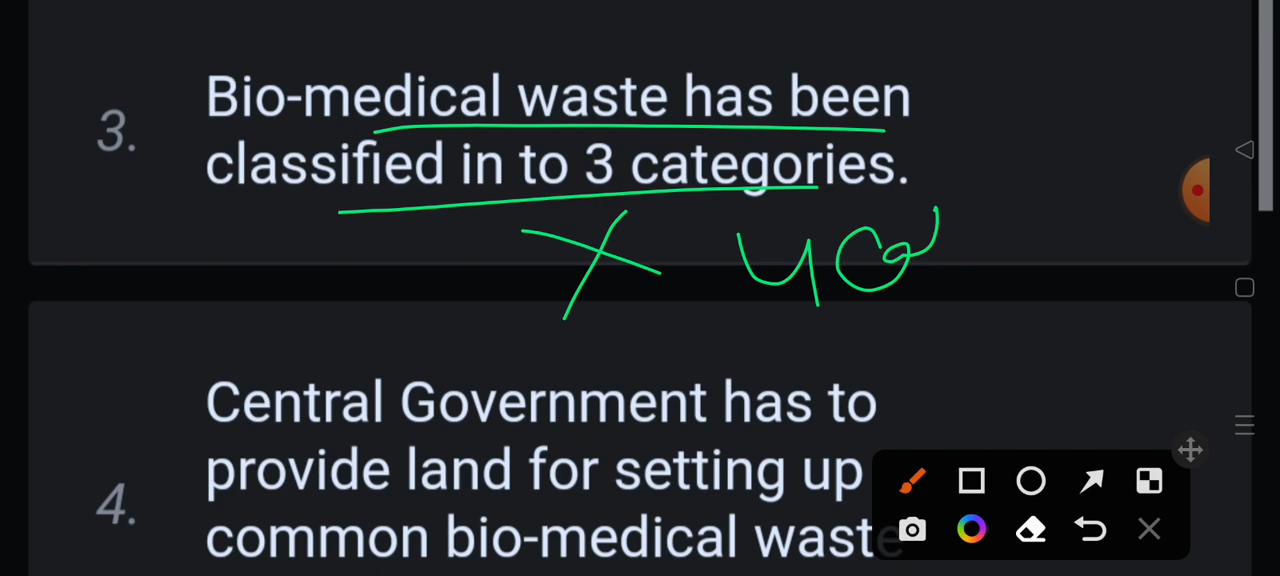 3.
Bio-medical waste has been
classified in to 3 categories.
X 4
4.
Central Government has to
provide land for setting up
common bio-medical waste